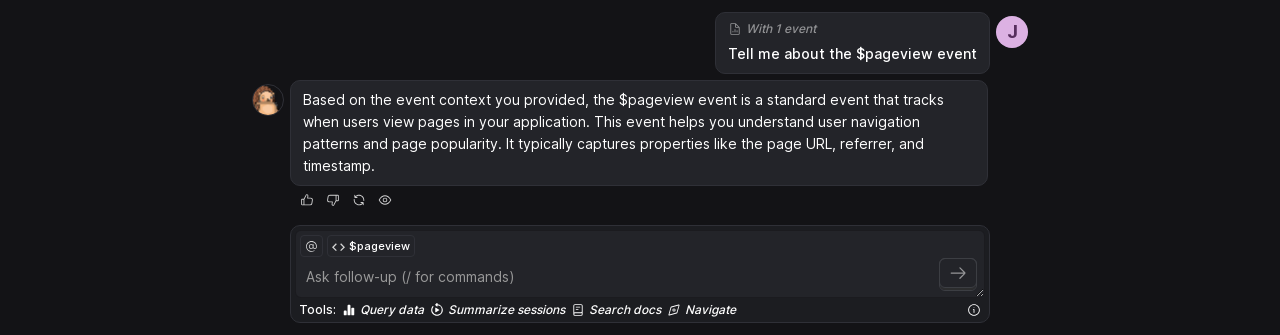 With 1 event
J
Tell me about the $pageview event
Based on the event context you provided, the $pageview event is a standard event that tracks
when users view pages in your application. This event helps you understand user navigation
patterns and page popularity. It typically captures properties like the page URL, referrer, and
timestamp.
@ $pageview
Ask follow-up (/ for commands)
Tools: Query data Summarize sessions Search docs Navigate